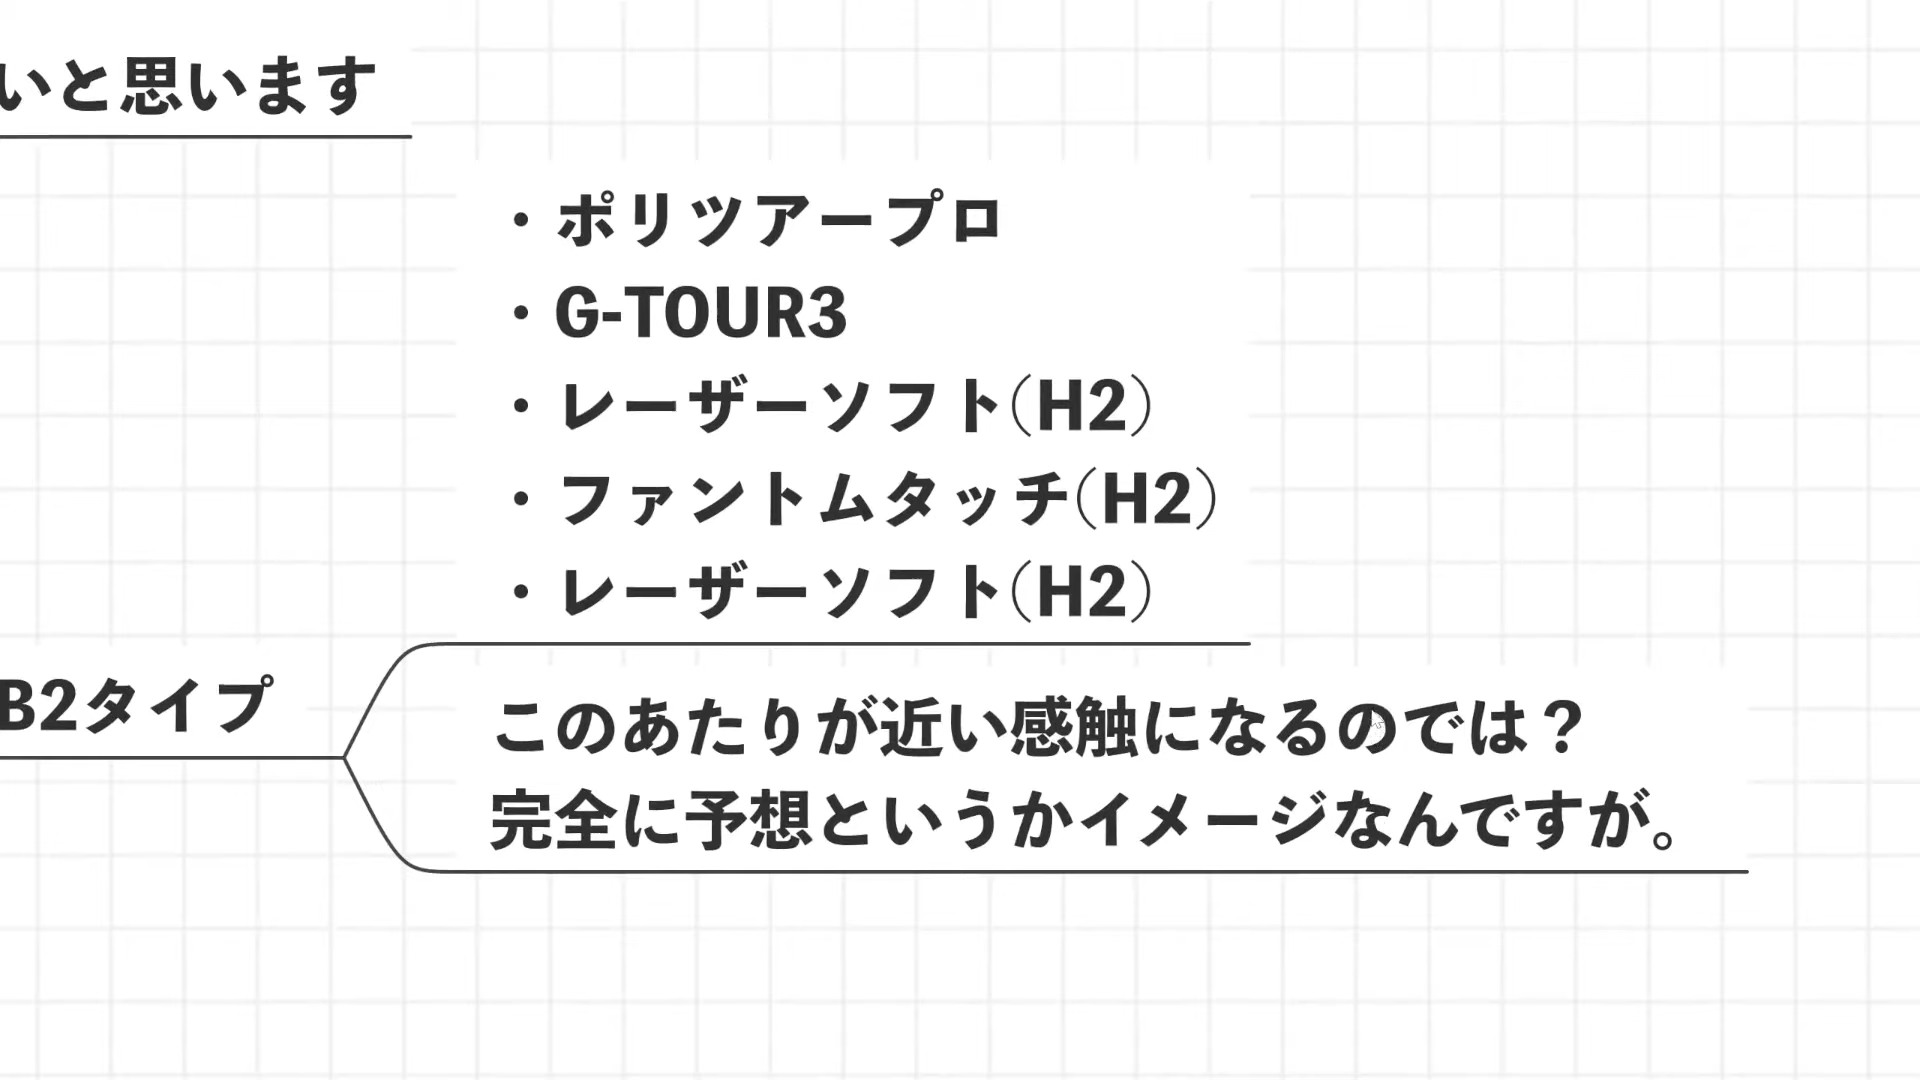 いと思います
・ポリツアープロ
・G-TOUR3
・レーザーソフト(H2)
・ファントムタッチ(H2)
・レーザーソフト(H2)
B2タイプ
このあたりが近い感触になるのでは？
完全に予想というかイメージなんですが。